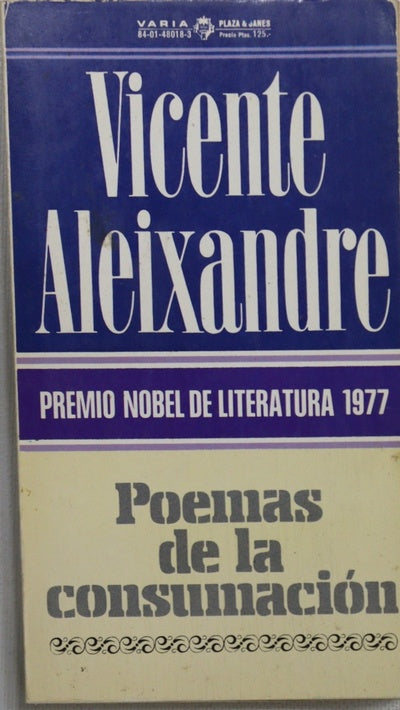 VARIA PLAZA & JANES
84-01-48018-3 Precio Ptas. 125.-
Vicente
Aleixandre
PREMIO NOBEL DE LITERATURA 1977
Poemas
de la
consumación